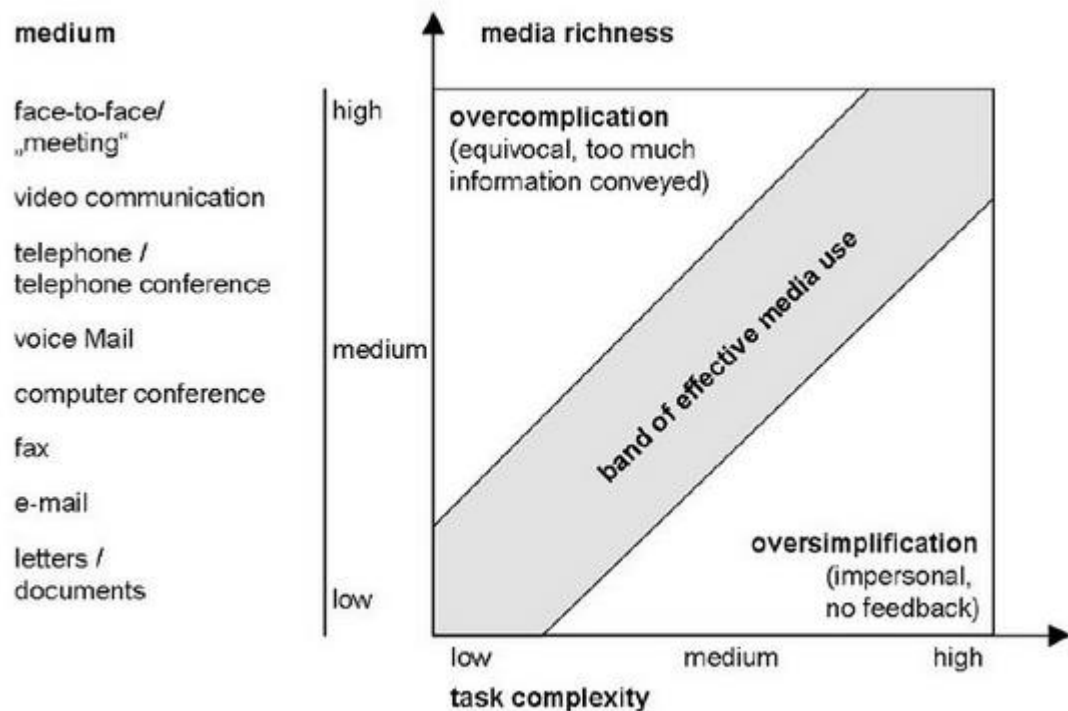 medium
face-to-face/
„meeting“
video communication
telephone /
telephone conference
voice Mail
computer conference
fax
e-mail
letters /
documents
media richness
high
medium
low
overcomplication
(equivocal, too much
information conveyed)
band of effective media use
oversimplification
(impersonal,
no feedback)
low medium high
task complexity